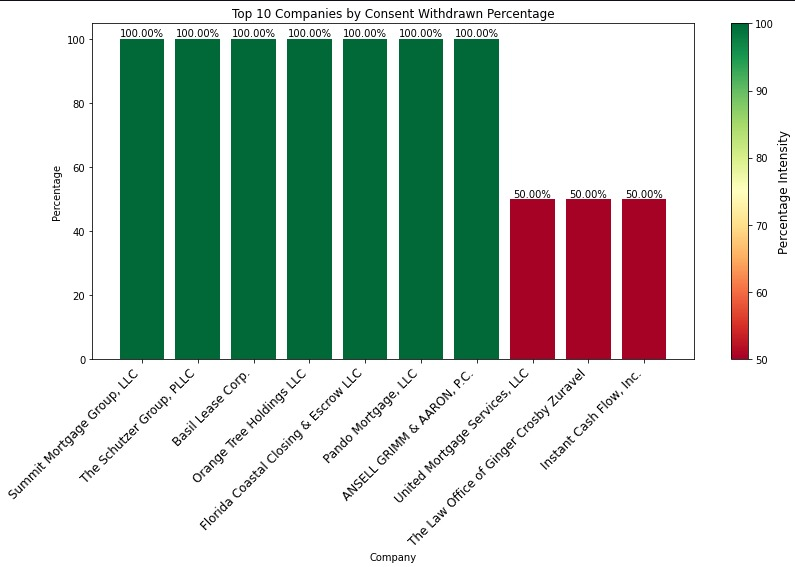 Top 10 Companies by Consent Withdrawn Percentage
100.00% 100.00% 100.00% 100.00% 100.00% 100.00% 100.00%
50.00% 50.00% 50.00%
Percentage
100
80
60
40
20
0
Summit Mortgage Group, LLC
The Schutzer Group, PLLC
Basil Lease Corp.
Orange Tree Holdings LLC
Florida Coastal Closing & Escrow LLC
Pando Mortgage, LLC
ANSELL GRIMM & AARON, P.C.
United Mortgage Services, LLC
The Law Office of Ginger Crosby Zuravel
Instant Cash Flow, Inc.
Company
100
90
80
70
60
50
Percentage Intensity